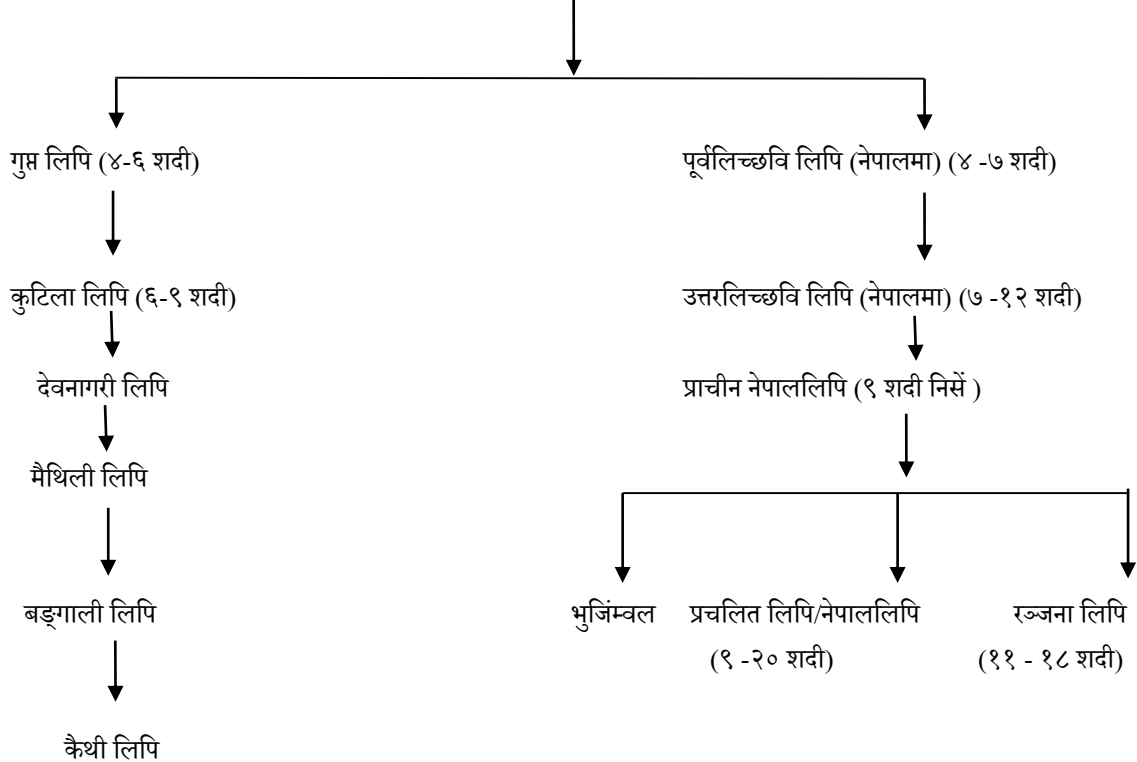 गुप्त लिपि (४-६ शदी)
पूर्वलिच्छवि लिपि (नेपालमा) (४ -७ शदी)
कुटिला लिपि (६-९ शदी)
उत्तरलिच्छवि लिपि (नेपालमा) (७ -१२ शदी)
देवनागरी लिपि
प्राचीन नेपाललिपि (९ शदी निसें )
मैथिली लिपि
बङ्गाली लिपि
भुजिंम्वल
प्रचलित लिपि/नेपाललिपि
रञ्जना लिपि
(९ -२० शदी)
(११ - १८ शदी)
कैथी लिपि